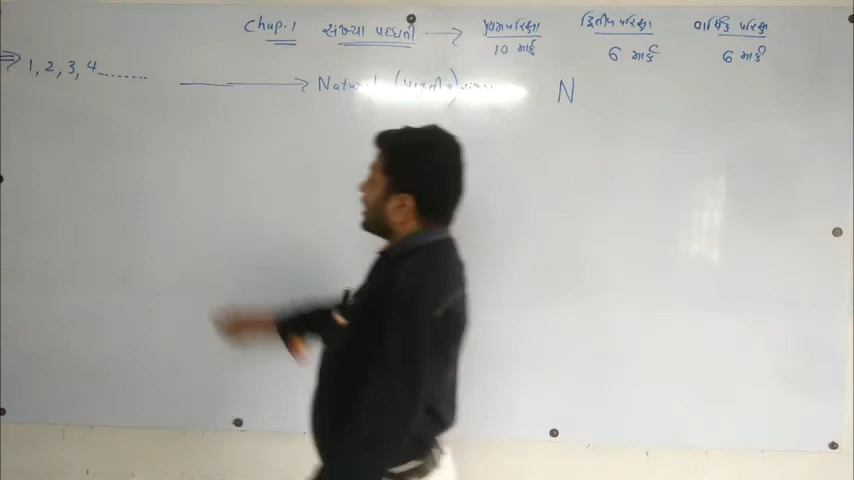 Chap.1 સંખ્યા પદ્ધતી → પ્રથમ પરિક્ષા દ્વિતીય પરિક્ષા વાર્ષિક પરિક્ષા
10 માર્ક 6 માર્ક 6 માર્ક
⇒ 1, 2, 3, 4....... → Natural N